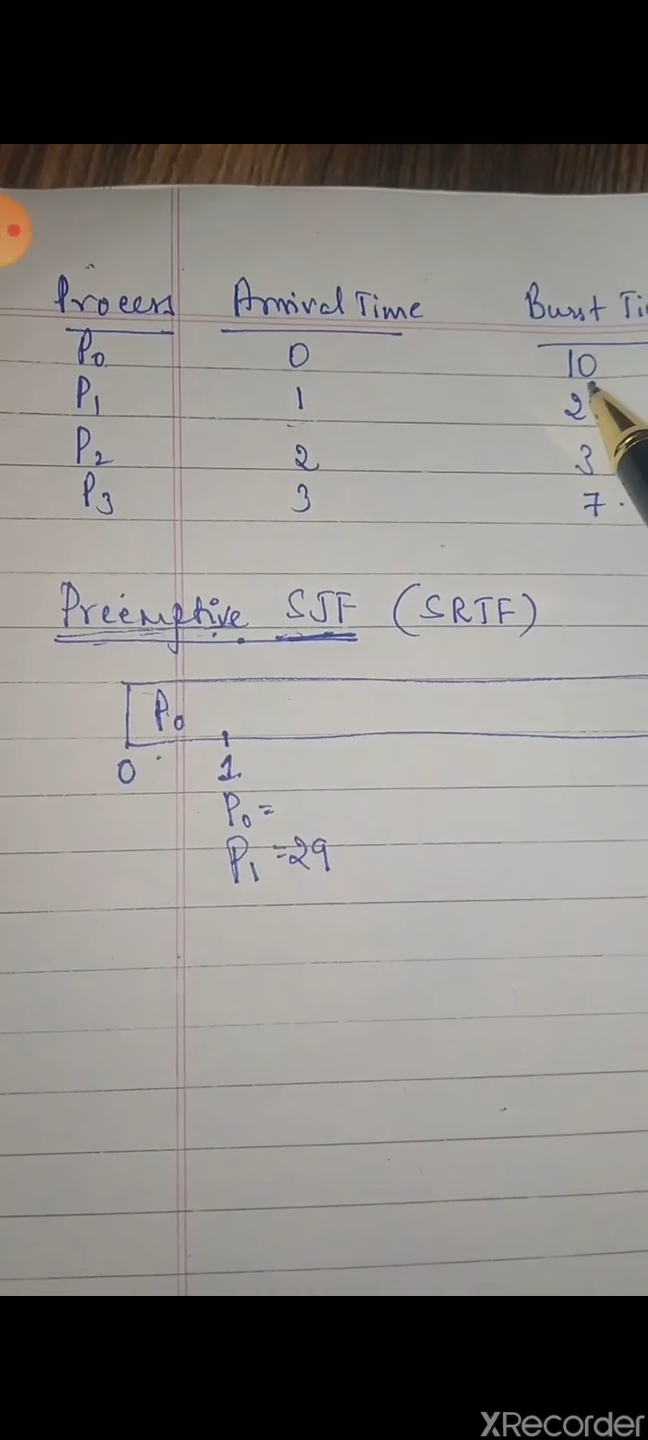 Process Arrival Time Burst Ti
P0 0 10
P1 1 2
P2 2 3
P3 3 7.
Preemptive SJF (SRTF)
P0
0 1.
P0 =
P1 = 29
XRecorder